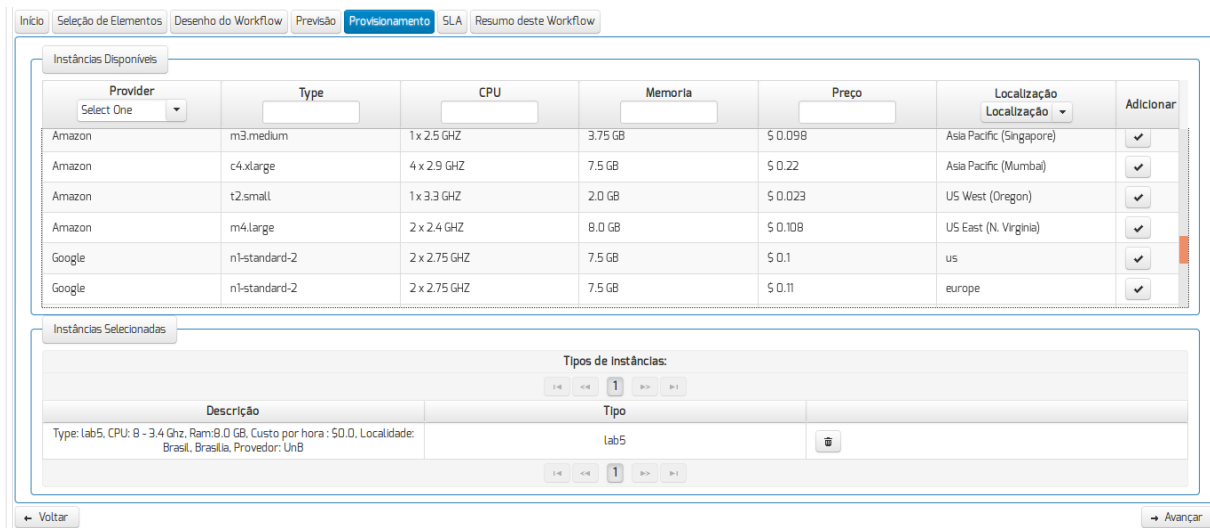 Início Seleção de Elementos Desenho do Workflow Previsão Provisionamento SLA Resumo deste Workflow
Instâncias Disponíveis
Provider Type CPU Memoria Preço Localização Adicionar
Select One Localização
Amazon m3.medium 1 x 2.5 GHZ 3.75 GB $ 0.098 Asia Pacific (Singapore)
Amazon c4.xlarge 4 x 2.9 GHZ 7.5 GB $ 0.22 Asia Pacific (Mumbai)
Amazon t2.small 1 x 3.3 GHZ 2.0 GB $ 0.023 US West (Oregon)
Amazon m4.large 2 x 2.4 GHZ 8.0 GB $ 0.108 US East (N. Virginia)
Google n1-standard-2 2 x 2.75 GHZ 7.5 GB $ 0.1 us
Google n1-standard-2 2 x 2.75 GHZ 7.5 GB $ 0.11 europe
Instâncias Selecionadas
Tipos de instâncias:
1
Descrição Tipo
Type: lab5, CPU: 8 - 3.4 Ghz, Ram:8.0 GB, Custo por hora : $0.0, Localidade:
Brasil, Brasilia, Provedor: UnB
lab5
1
← Voltar → Avançar